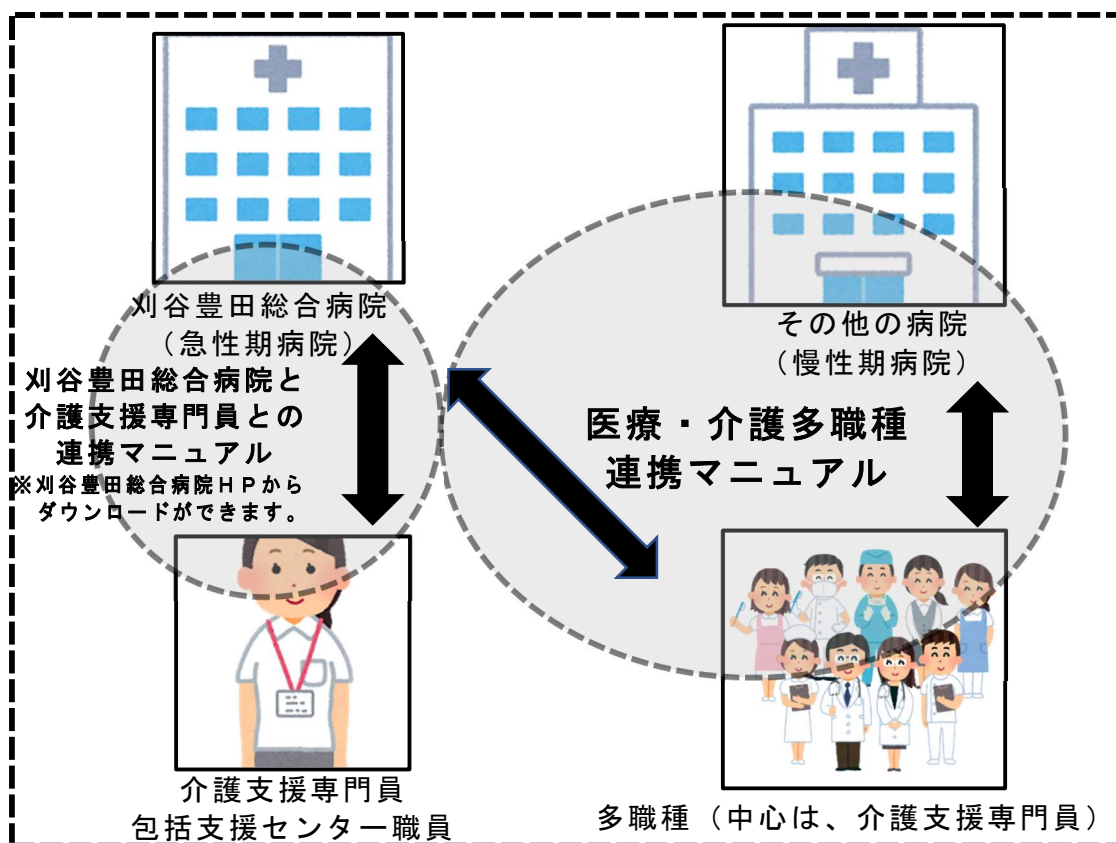 刈谷豊田総合病院
（急性期病院）
刈谷豊田総合病院と
介護支援専門員との
連携マニュアル
※刈谷豊田総合病院ＨＰから
ダウンロードができます。
介護支援専門員
包括支援センター職員
その他の病院
（慢性期病院）
医療・介護多職種
連携マニュアル
多職種（中心は、介護支援専門員）